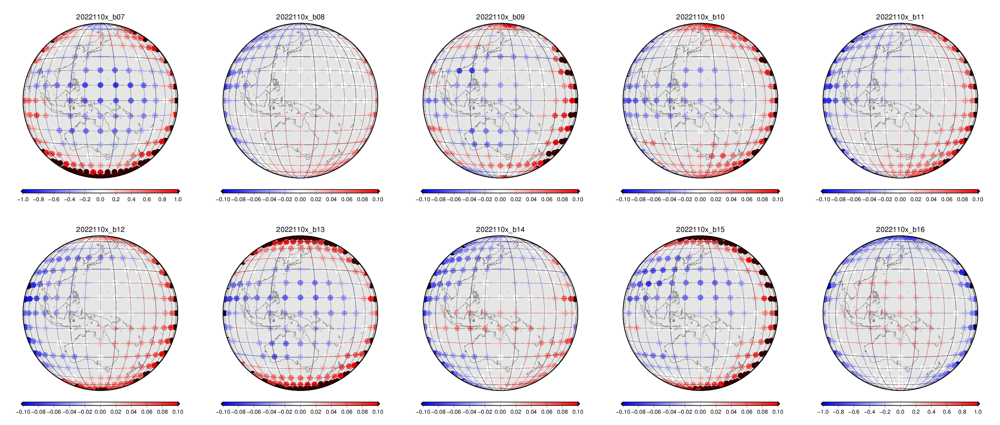 2022110x_b07 2022110x_b08 2022110x_b09 2022110x_b10 2022110x_b11
−1.0 −0.8 −0.6 −0.4 −0.2 0.0 0.2 0.4 0.6 0.8 1.0 −0.10 −0.08 −0.06 −0.04 −0.02 0.00 0.02 0.04 0.06 0.08 0.10 −0.10 −0.08 −0.06 −0.04 −0.02 0.00 0.02 0.04 0.06 0.08 0.10 −0.10 −0.08 −0.06 −0.04 −0.02 0.00 0.02 0.04 0.06 0.08 0.10 −0.10 −0.08 −0.06 −0.04 −0.02 0.00 0.02 0.04 0.06 0.08 0.10
2022110x_b12 2022110x_b13 2022110x_b14 2022110x_b15 2022110x_b16
−0.10 −0.08 −0.06 −0.04 −0.02 0.00 0.02 0.04 0.06 0.08 0.10 −0.10 −0.08 −0.06 −0.04 −0.02 0.00 0.02 0.04 0.06 0.08 0.10 −0.10 −0.08 −0.06 −0.04 −0.02 0.00 0.02 0.04 0.06 0.08 0.10 −0.10 −0.08 −0.06 −0.04 −0.02 0.00 0.02 0.04 0.06 0.08 0.10 −1.0 −0.8 −0.6 −0.4 −0.2 0.0 0.2 0.4 0.6 0.8 1.0